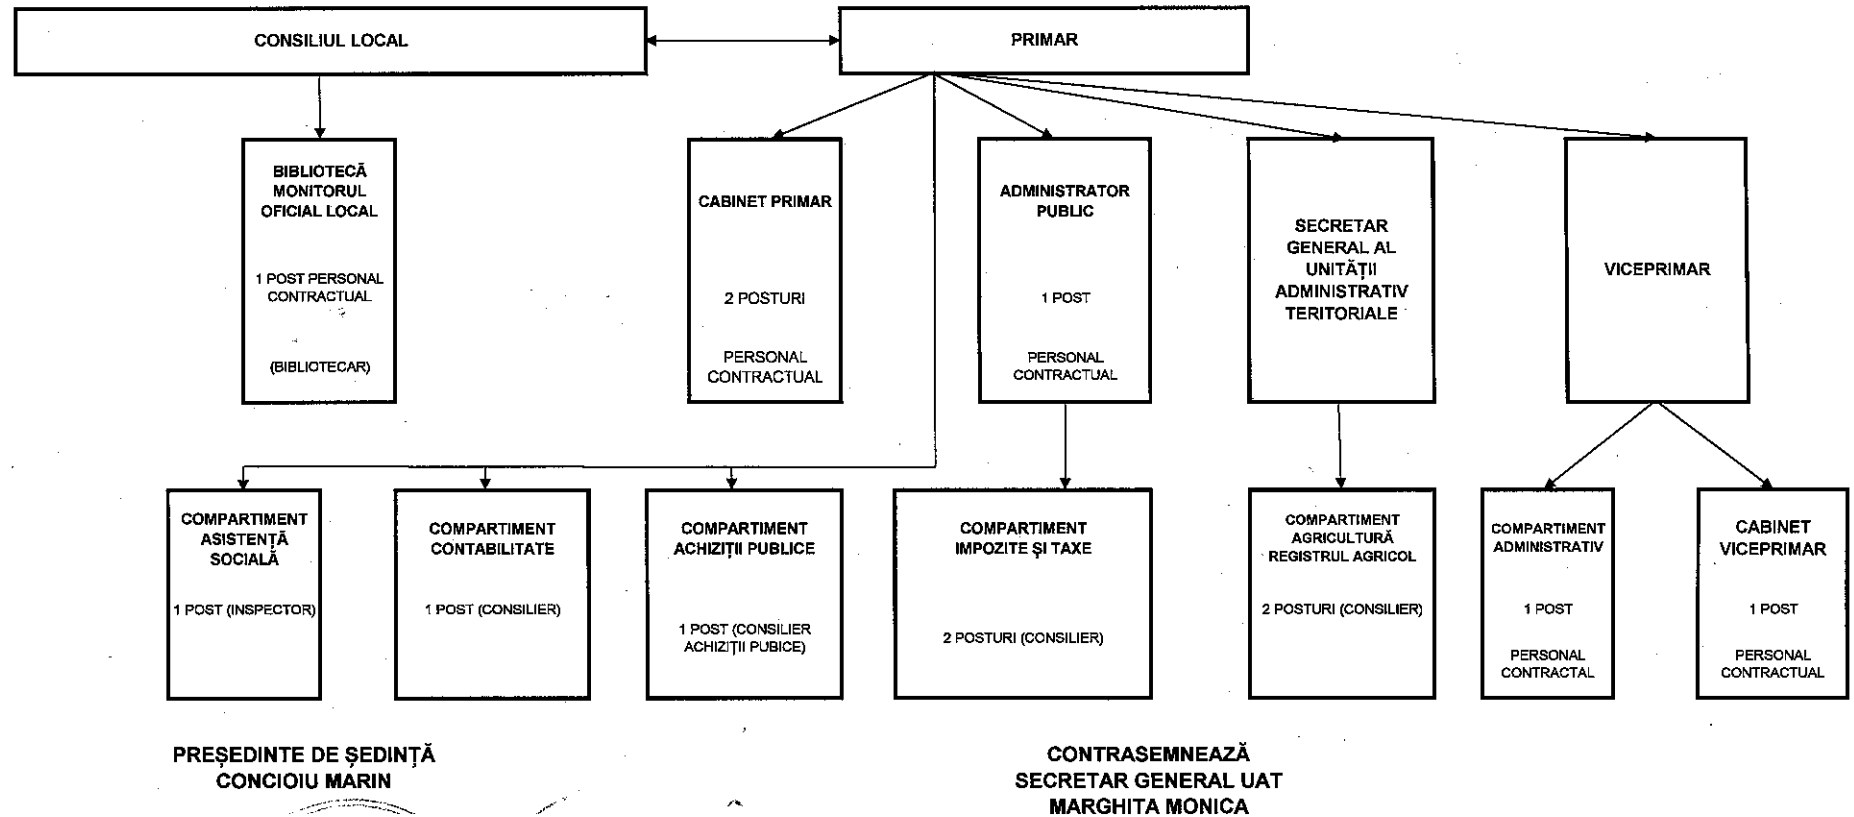 CONSILIUL LOCAL
PRIMAR
BIBLIOTECĂ
MONITORUL
OFICIAL LOCAL
1 POST PERSONAL
CONTRACTUAL
(BIBLIOTECAR)
CABINET PRIMAR
2 POSTURI
PERSONAL
CONTRACTUAL
ADMINISTRATOR
PUBLIC
1 POST
PERSONAL
CONTRACTUAL
SECRETAR
GENERAL AL
UNITĂȚII
ADMINISTRATIV
TERITORIALE
VICEPRIMAR
COMPARTIMENT
ASISTENȚĂ
SOCIALĂ
1 POST (INSPECTOR)
COMPARTIMENT
CONTABILITATE
1 POST (CONSILIER)
COMPARTIMENT
ACHIZIȚII PUBLICE
1 POST (CONSILIER
ACHIZIȚII PUBICE)
COMPARTIMENT
IMPOZITE ȘI TAXE
2 POSTURI (CONSILIER)
COMPARTIMENT
AGRICULTURĂ
REGISTRUL AGRICOL
2 POSTURI (CONSILIER)
COMPARTIMENT
ADMINISTRATIV
1 POST
PERSONAL
CONTRACTAL
CABINET
VICEPRIMAR
1 POST
PERSONAL
CONTRACTUAL
PREȘEDINTE DE ȘEDINȚĂ
CONCIOIU MARIN
CONTRASEMNEAZĂ
SECRETAR GENERAL UAT
MARGHITA MONICA